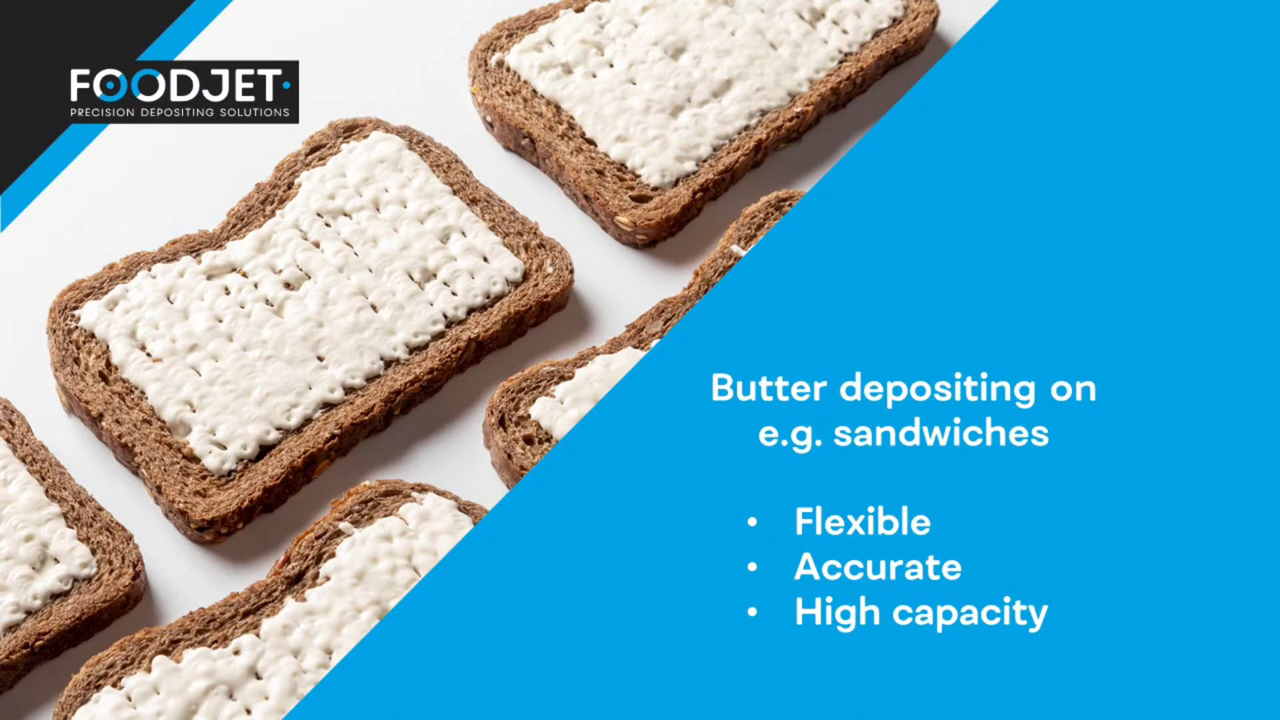 FOODJET
PRECISION DEPOSITING SOLUTIONS
Butter depositing on
e.g. sandwiches
• Flexible
• Accurate
• High capacity